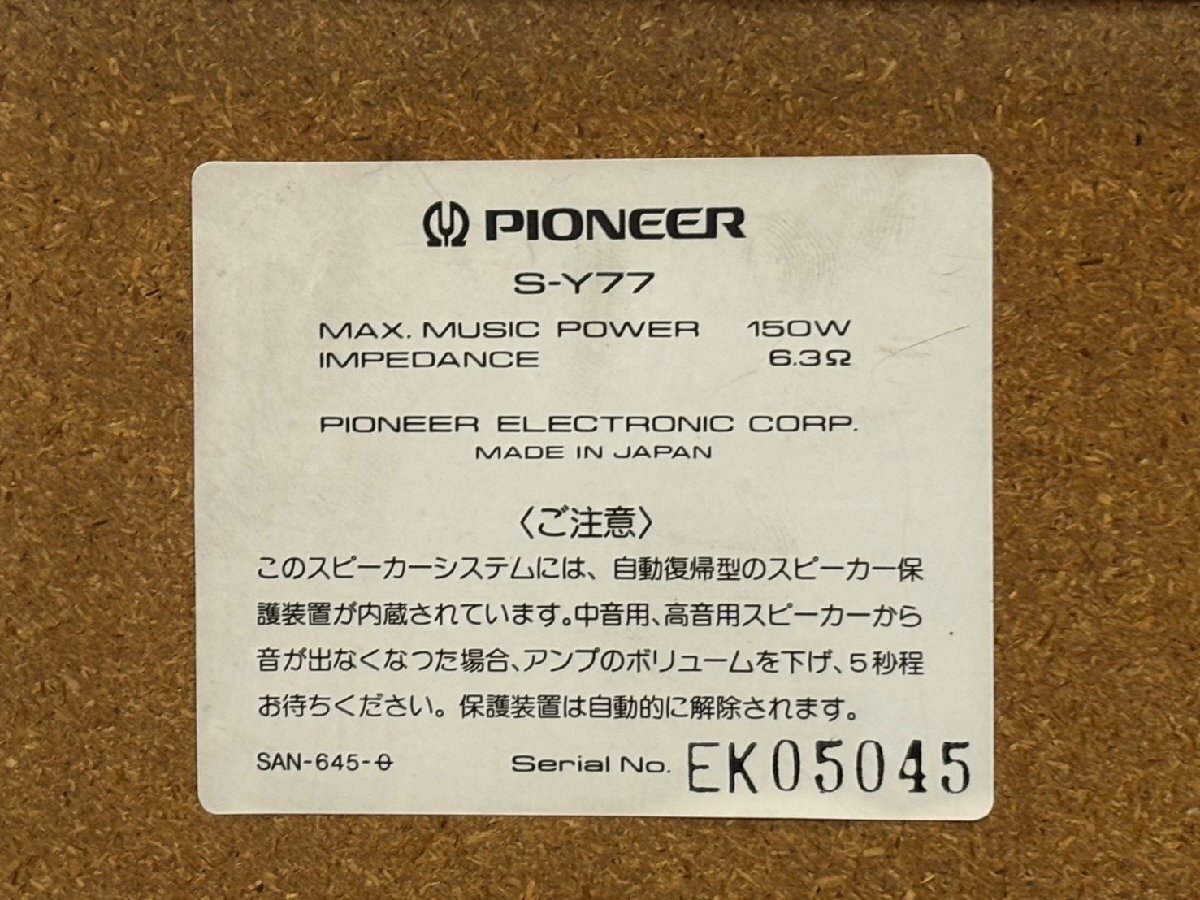 PIONEER
S-Y77
MAX. MUSIC POWER 150W
IMPEDANCE 6.3Ω
PIONEER ELECTRONIC CORP.
MADE IN JAPAN
〈ご注意〉
このスピーカーシステムには、自動復帰型のスピーカー保
護装置が内蔵されています。中音用、高音用スピーカーから
音が出なくなつた場合、アンプのボリュームを下げ、5秒程
お待ちください。保護装置は自動的に解除されます。
SAN-645-0 Serial No. EK05045